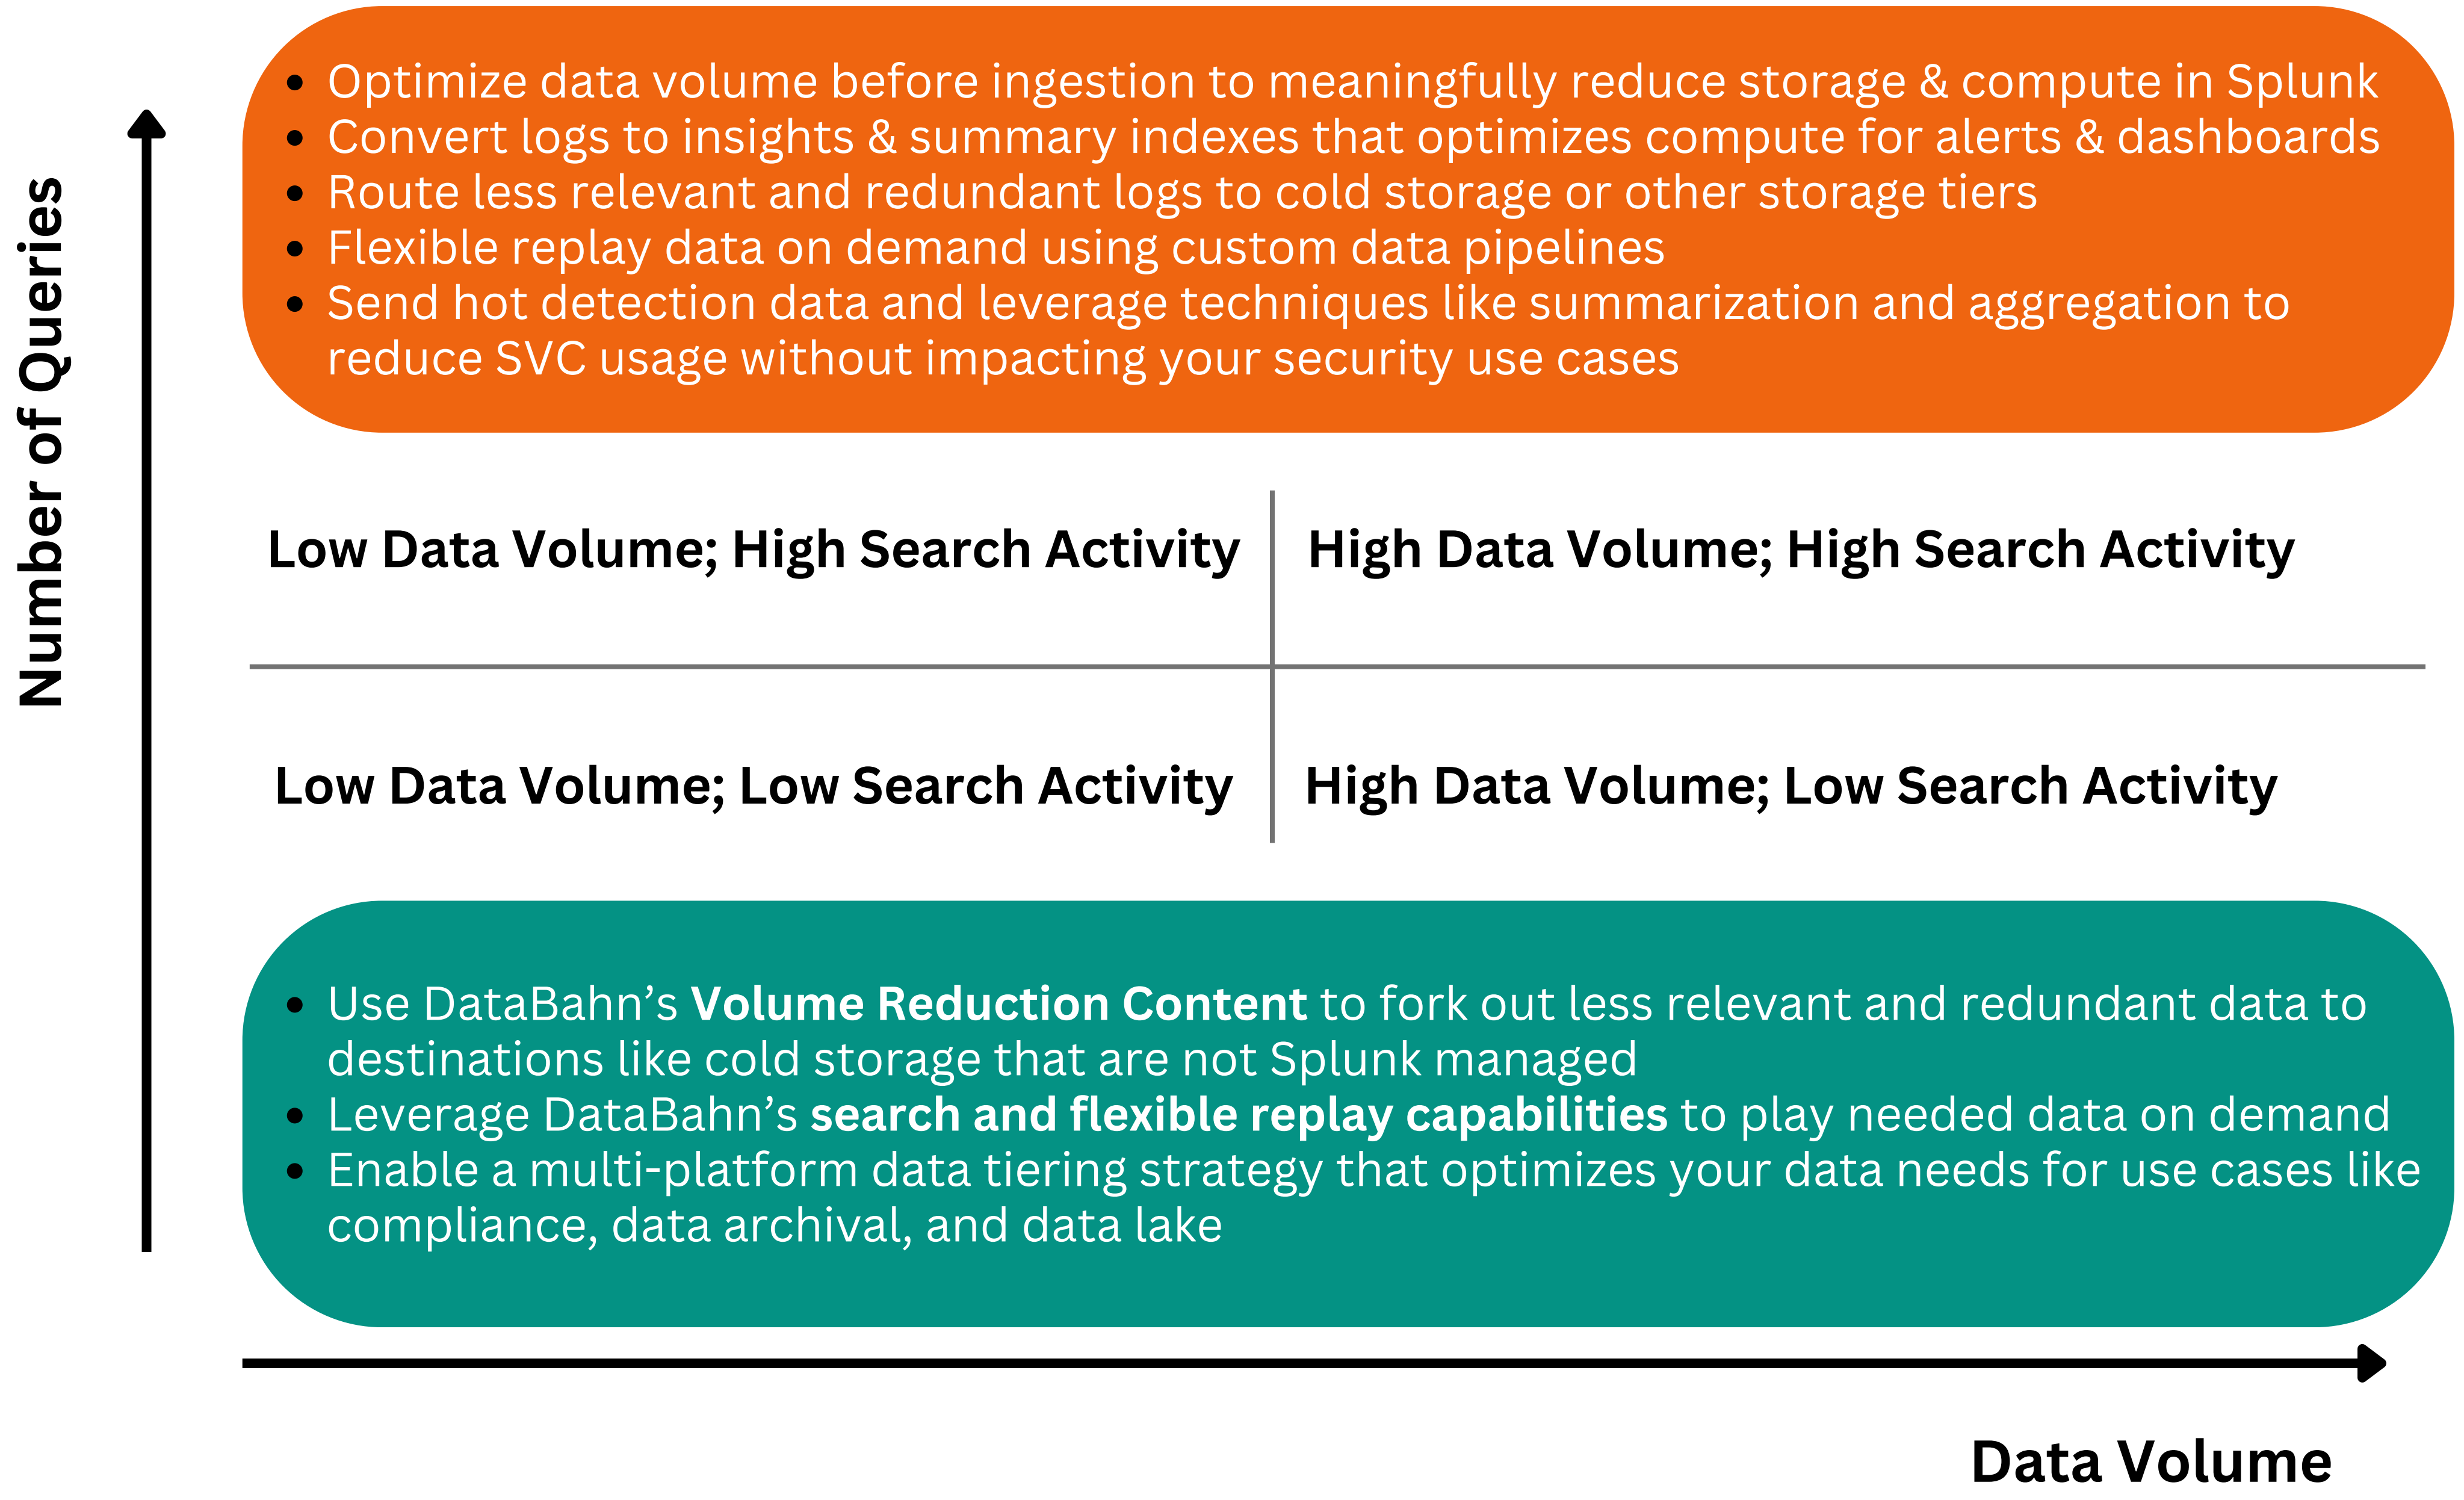 Optimize data volume before ingestion to meaningfully reduce storage & compute in Splunk
Convert logs to insights & summary indexes that optimizes compute for alerts & dashboards
Route less relevant and redundant logs to cold storage or other storage tiers
Flexible replay data on demand using custom data pipelines
Send hot detection data and leverage techniques like summarization and aggregation to
reduce SVC usage without impacting your security use cases
Number of Queries
Low Data Volume; High Search Activity
High Data Volume; High Search Activity
Low Data Volume; Low Search Activity
High Data Volume; Low Search Activity
Use DataBahn’s Volume Reduction Content to fork out less relevant and redundant data to
destinations like cold storage that are not Splunk managed
Leverage DataBahn’s search and flexible replay capabilities to play needed data on demand
Enable a multi-platform data tiering strategy that optimizes your data needs for use cases like
compliance, data archival, and data lake
Data Volume